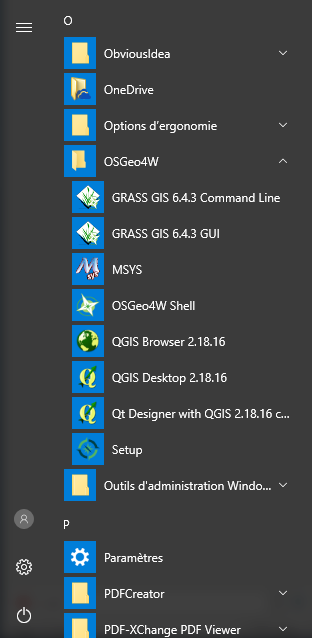 O
ObviousIdea
OneDrive
Options d'ergonomie
OSGeo4W
GRASS GIS 6.4.3 Command Line
GRASS GIS 6.4.3 GUI
MSYS
OSGeo4W Shell
QGIS Browser 2.18.16
QGIS Desktop 2.18.16
Qt Designer with QGIS 2.18.16 c...
Setup
Outils d'administration Windo...
P
Paramètres
PDFCreator
PDF-XChange PDF Viewer